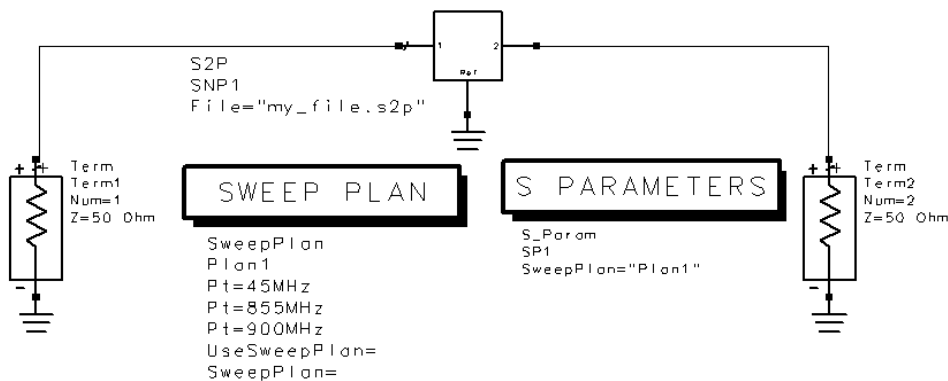 1
2
Ref
S2P
SNP1
File="my_file.s2p"
+ +
Term
Term1
Num=1
Z=50 Ohm
-
SWEEP PLAN
SweepPlan
Plan1
Pt=45MHz
Pt=855MHz
Pt=900MHz
UseSweepPlan=
SweepPlan=
S PARAMETERS
S_Param
SP1
SweepPlan="Plan1"
+ +
Term
Term2
Num=2
Z=50 Ohm
-